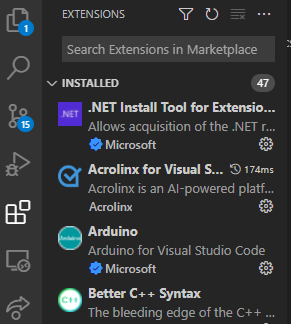 EXTENSIONS
1
Search Extensions in Marketplace
INSTALLED 47
.NET
.NET Install Tool for Extensio...
Allows acquisition of the .NET r...
Microsoft
15
Acrolinx for Visual S... 174ms
Acrolinx is an AI-powered platf...
Acrolinx
Arduino
Arduino for Visual Studio Code
Microsoft
C++
Better C++ Syntax
The bleeding edge of the C++ ...